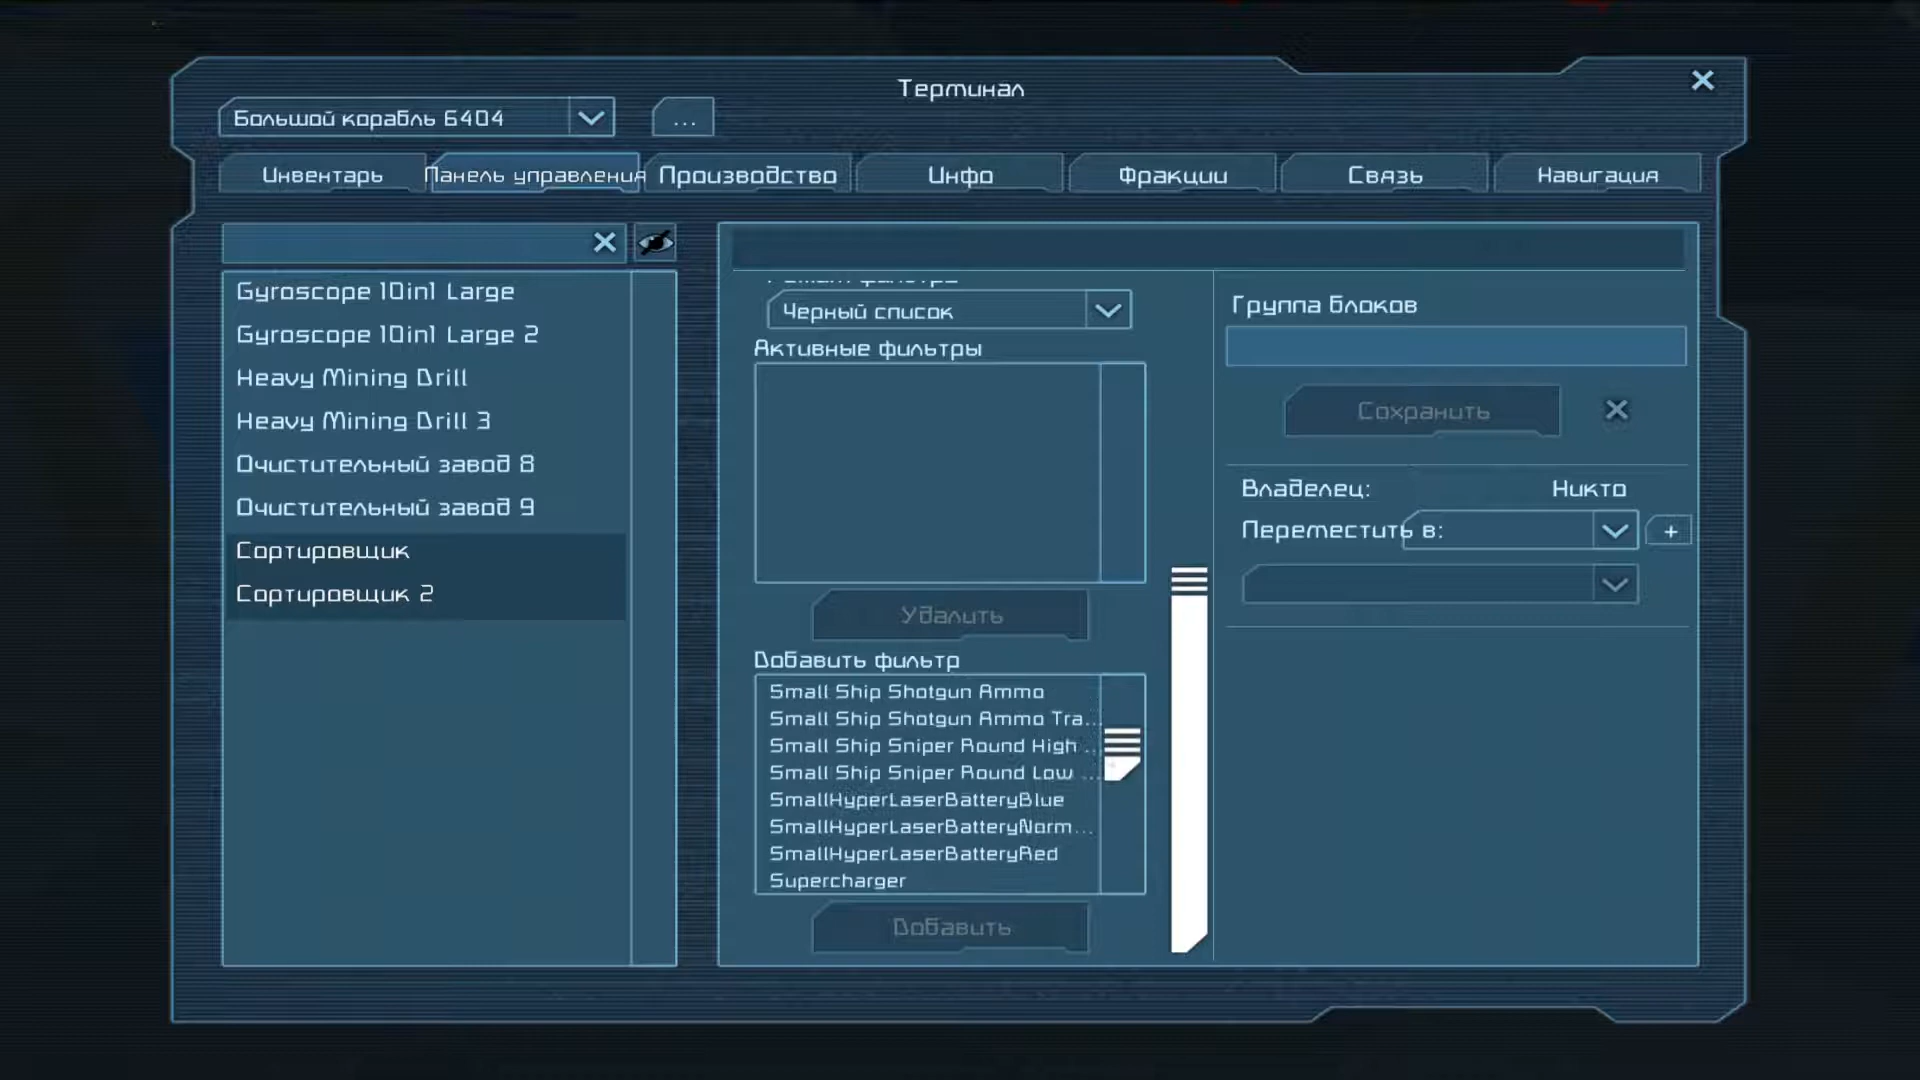 Терминал
Большой корабль 6404
...
Инвентарь
Панель управления
Производство
Инфо
Фракции
Связь
Навигация
Gyroscope 10in1 Large
Gyroscope 10in1 Large 2
Heavy Mining Drill
Heavy Mining Drill 3
Очистительный завод 8
Очистительный завод 9
Сортировщик
Сортировщик 2
Черный список
Активные фильтры
Удалить
Добавить фильтр
Small Ship Shotgun Ammo
Small Ship Shotgun Ammo Tra...
Small Ship Sniper Round High ...
Small Ship Sniper Round Low ...
SmallHyperLaserBatteryBlue
SmallHyperLaserBatteryNorm...
SmallHyperLaserBatteryRed
Supercharger
Добавить
Группа блоков
Сохранить
Владелец: Никто
Переместить в:
+